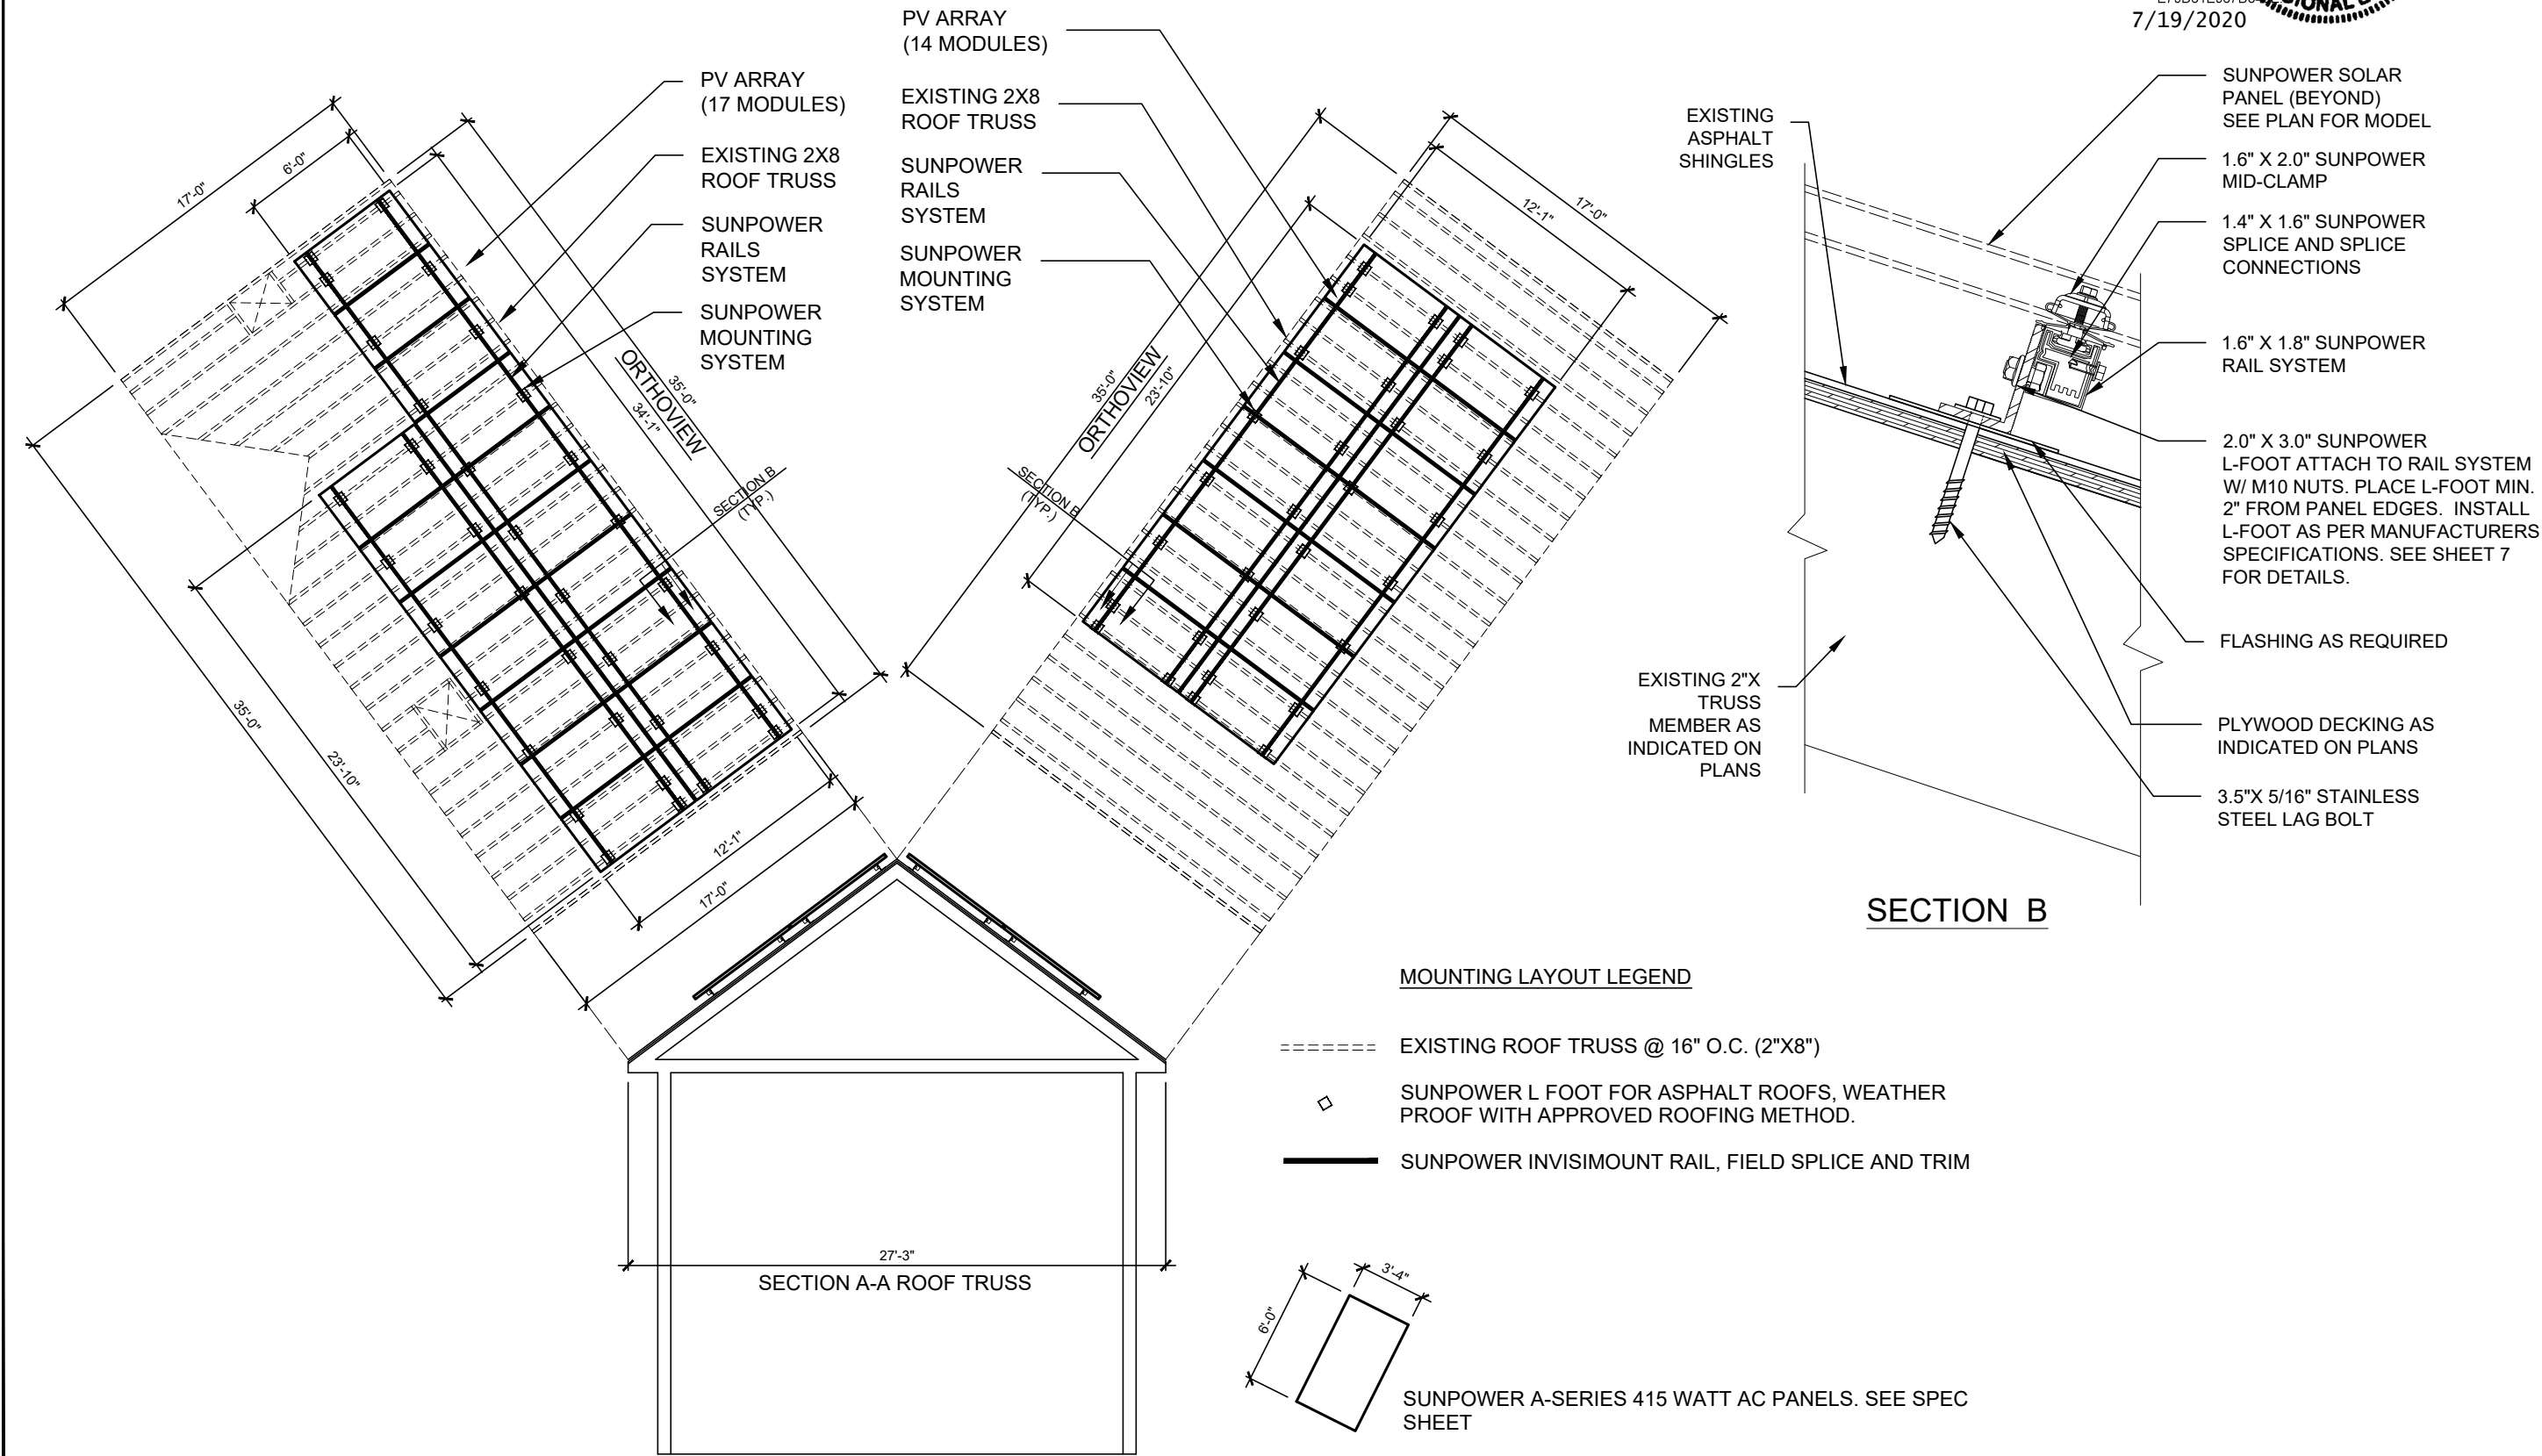 7/19/2020
PV ARRAY
(17 MODULES)
EXISTING 2X8
ROOF TRUSS
SUNPOWER
RAILS
SYSTEM
SUNPOWER
MOUNTING
SYSTEM
17'-0"
6'-0"
ORTHOVIEW
35'-0"
34'-1"
SECTION B
(TYP.)
35'-0"
23'-10"
12'-1"
17'-0"
PV ARRAY
(14 MODULES)
EXISTING 2X8
ROOF TRUSS
SUNPOWER
RAILS
SYSTEM
SUNPOWER
MOUNTING
SYSTEM
35'-0"
ORTHOVIEW
23'-10"
12'-1"
17'-0"
SECTION B
(TYP.)
27'-3"
SECTION A-A ROOF TRUSS
EXISTING
ASPHALT
SHINGLES
EXISTING 2"X
TRUSS
MEMBER AS
INDICATED ON
PLANS
SUNPOWER SOLAR
PANEL (BEYOND)
SEE PLAN FOR MODEL
1.6" X 2.0" SUNPOWER
MID-CLAMP
1.4" X 1.6" SUNPOWER
SPLICE AND SPLICE
CONNECTIONS
1.6" X 1.8" SUNPOWER
RAIL SYSTEM
2.0" X 3.0" SUNPOWER
L-FOOT ATTACH TO RAIL SYSTEM
W/ M10 NUTS. PLACE L-FOOT MIN.
2" FROM PANEL EDGES. INSTALL
L-FOOT AS PER MANUFACTURERS
SPECIFICATIONS. SEE SHEET 7
FOR DETAILS.
FLASHING AS REQUIRED
PLYWOOD DECKING AS
INDICATED ON PLANS
3.5"X 5/16" STAINLESS
STEEL LAG BOLT
SECTION B
MOUNTING LAYOUT LEGEND
EXISTING ROOF TRUSS @ 16" O.C. (2"X8")
SUNPOWER L FOOT FOR ASPHALT ROOFS, WEATHER
PROOF WITH APPROVED ROOFING METHOD.
SUNPOWER INVISIMOUNT RAIL, FIELD SPLICE AND TRIM
3'-4"
6'-0"
SUNPOWER A-SERIES 415 WATT AC PANELS. SEE SPEC
SHEET